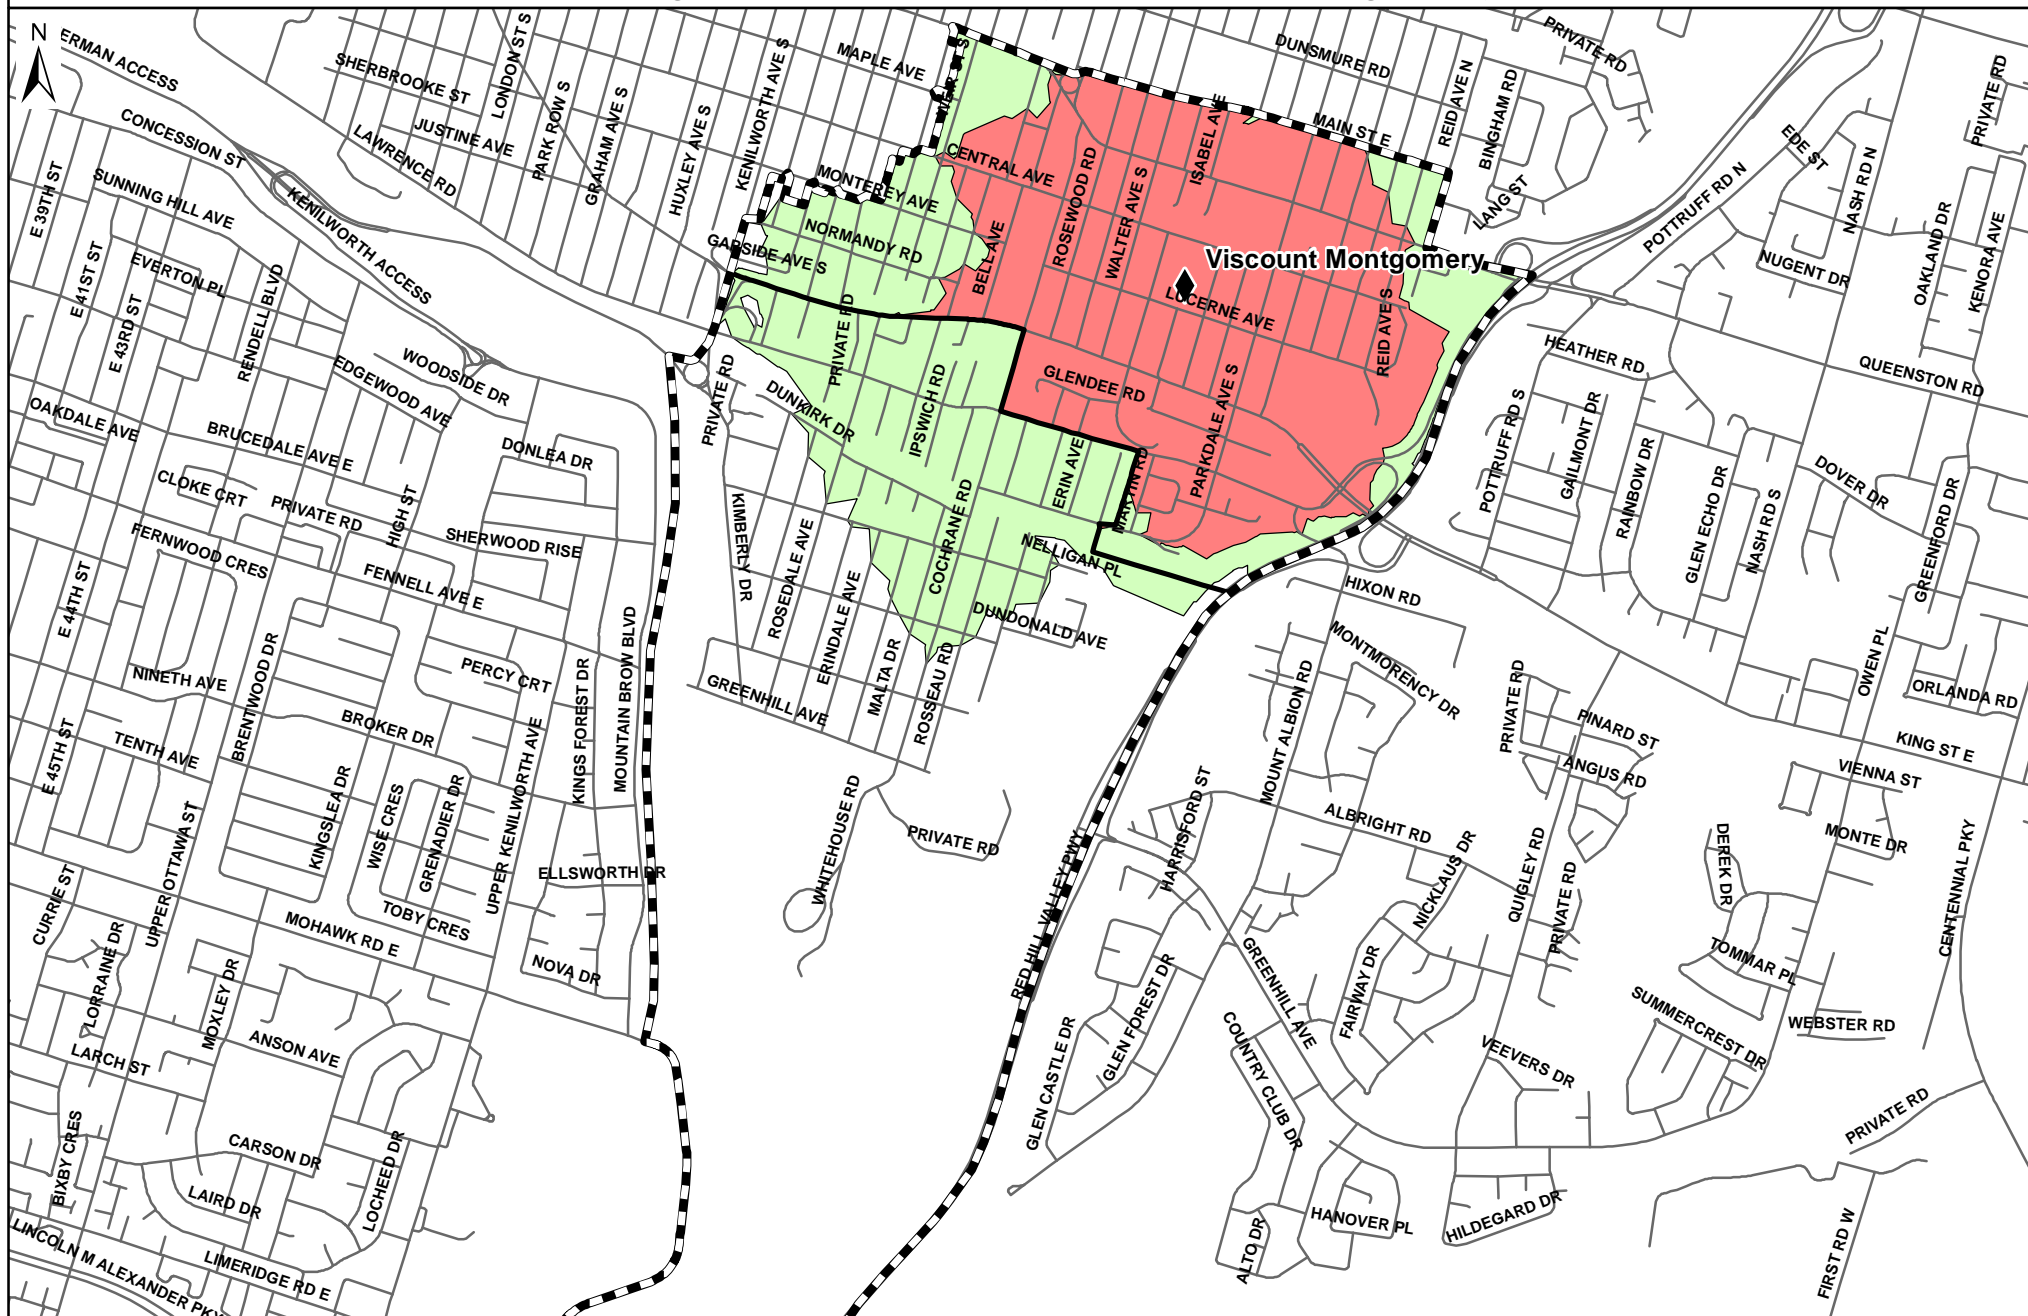 N
ERMAN ACCESS
SHERBROOKE ST
LONDON ST S
MAPLE AVE
WEIR ST S
DUNSMURE RD
PRIVATE RD
PRIVATE RD
CONCESSION ST
LAWRENCE RD
JUSTINE AVE
PARK ROW S
GRAHAM AVE S
HUXLEY AVE S
KENILWORTH AVE S
MAIN ST E
REID AVE N
BINGHAM RD
EDE ST
NASH RD N
E 39TH ST
SUNNING HILL AVE
KENILWORTH ACCESS
MONTEREY AVE
CENTRAL AVE
ROSEWOOD RD
WALTER AVE S
ISABEL AVE
LANG ST
POTTRUFF RD N
OAKLAND DR
KENORA AVE
E 41ST ST
EVERTON PL
GARSIDE AVE S
NORMANDY RD
BELL AVE
Viscount Montgomery
NUGENT DR
E 43RD ST
RENDELL BLVD
LUCERNE AVE
REID AVE S
HEATHER RD
QUEENSTON RD
EDGEWOOD AVE
WOODSIDE DR
PRIVATE RD
PRIVATE RD
DUNKIRK DR
IPSWICH RD
GLENDEE RD
PARKDALE AVE S
OAKDALE AVE
BRUCEDALE AVE E
DONLEA DR
POTTRUFF RD S
GAILMONT DR
RAINBOW DR
GLEN ECHO DR
NASH RD S
DOVER DR
GREENFORD DR
CLOKE CRT
PRIVATE RD
HIGH ST
SHERWOOD RISE
KIMBERLY DR
ROSEDALE AVE
COCHRANE RD
ERIN AVE
MARTIN RD
NELLIGAN PL
FERNWOOD CRES
FENNELL AVE E
ERINDALE AVE
DUNDONALD AVE
HIXON RD
E 44TH ST
BRENTWOOD DR
PERCY CRT
KINGS FOREST DR
MOUNTAIN BROW BLVD
MALTA DR
ROSSEAU RD
GREENHILL AVE
MONTMORENCY DR
MOUNT ALBION RD
PRIVATE RD
PINARD ST
OWEN PL
ORLANDA RD
NINETH AVE
BROKER DR
ANGUS RD
KING ST E
VIENNA ST
E 45TH ST
TENTH AVE
KINGSLEA DR
WISE CRES
GRENADIER DR
UPPER KENILWORTH AVE
WHITEHOUSE RD
PRIVATE RD
HARRISFORD ST
ALBRIGHT RD
NICKLAUS DR
QUIGLEY RD
PRIVATE RD
DEREK DR
MONTE DR
CENTENNIAL PKY
CURRIE ST
UPPER OTTAWA ST
ELLSWORTH DR
TOBY CRES
MOHAWK RD E
NOVA DR
RED HILL VALLEY PWY
GREENHILL AVE
FAIRWAY DR
TOMMAR PL
LORRAINE DR
MOXLEY DR
ANSON AVE
GLEN CASTLE DR
GLEN FOREST DR
COUNTRY CLUB DR
VEEVERS DR
SUMMERCREST DR
WEBSTER RD
LARCH ST
BIXBY CRES
CARSON DR
LOCHEED DR
LAIRD DR
PRIVATE RD
HANOVER PL
HILDEGARD DR
ALTO DR
FIRST RD W
LINCOLN M ALEXANDER PKY
LIMERIDGE RD E